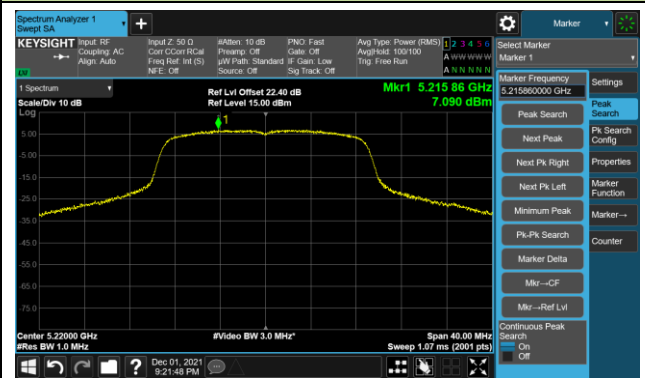 Spectrum Analyzer 1
Swept SA
+
Marker
KEYSIGHT
Input: RF
Coupling: AC
Align: Auto
Input Z: 50 Ω
Corr CCorr RCal
Freq Ref: Int (S)
NFE: Off
#Atten: 10 dB
Preamp: Off
µW Path: Standard
Source: Off
PNO: Fast
Gate: Off
IF Gain: Low
Sig Track: Off
Avg Type: Power (RMS)
Avg|Hold: 100/100
Trig: Free Run
1 2 3 4 5 6
A W W W W W
A N N N N N
Select Marker
Marker 1
LXI
1 Spectrum
Scale/Div 10 dB
Log
Ref Lvl Offset 22.40 dB
Ref Level 15.00 dBm
Mkr1 5.215 86 GHz
7.090 dBm
1
5.00
-5.00
-15.0
-25.0
-35.0
-45.0
-55.0
-65.0
-75.0
Center 5.22000 GHz
#Res BW 1.0 MHz
#Video BW 3.0 MHz*
Span 40.00 MHz
Sweep 1.07 ms (2001 pts)
Marker Frequency
5.215860000 GHz
Peak Search
Next Peak
Next Pk Right
Next Pk Left
Minimum Peak
Pk-Pk Search
Marker Delta
Mkr→CF
Mkr→Ref Lvl
Continuous Peak
Search
On
Off
Settings
Peak
Search
Pk Search
Config
Properties
Marker
Function
Marker→
Counter
?
Dec 01, 2021
9:21:48 PM